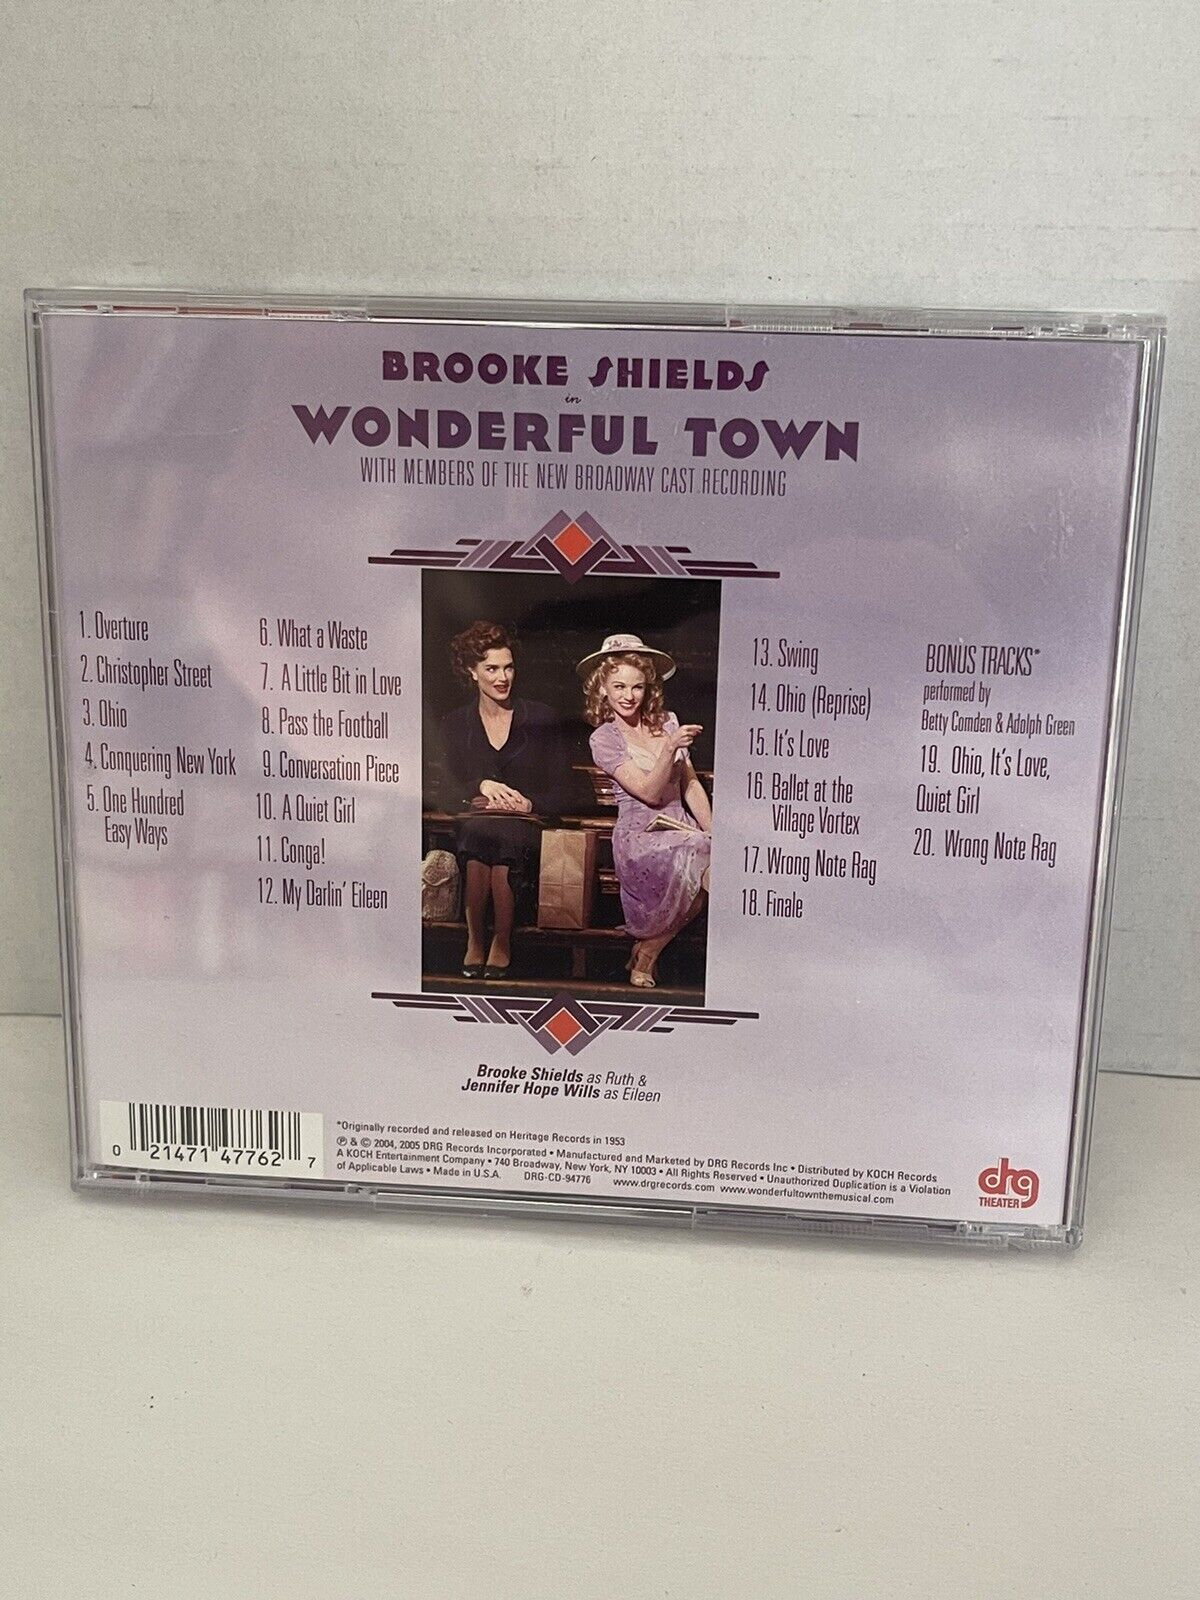 BROOKE SHIELDS
in
WONDERFUL TOWN
WITH MEMBERS OF THE NEW BROADWAY CAST RECORDING
1. Overture
2. Christopher Street
3. Ohio
4. Conquering New York
5. One Hundred
Easy Ways
6. What a Waste
7. A Little Bit in Love
8. Pass the Football
9. Conversation Piece
10. A Quiet Girl
11. Conga!
12. My Darlin' Eileen
13. Swing
14. Ohio (Reprise)
15. It's Love
16. Ballet at the
Village Vortex
17. Wrong Note Rag
18. Finale
BONUS TRACKS*
performed by
Betty Comden & Adolph Green
19. Ohio, It's Love,
Quiet Girl
20. Wrong Note Rag
Brooke Shields as Ruth &
Jennifer Hope Wills as Eileen
0 21471 47762 7
*Originally recorded and released on Heritage Records in 1953
℗ & © 2004, 2005 DRG Records Incorporated • Manufactured and Marketed by DRG Records Inc • Distributed by KOCH Records
A KOCH Entertainment Company • 740 Broadway, New York, NY 10003 • All Rights Reserved • Unauthorized Duplication is a Violation
of Applicable Laws • Made in U.S.A. DRG-CD-94776 www.drgrecords.com www.wonderfultownthemusical.com
drg
THEATER